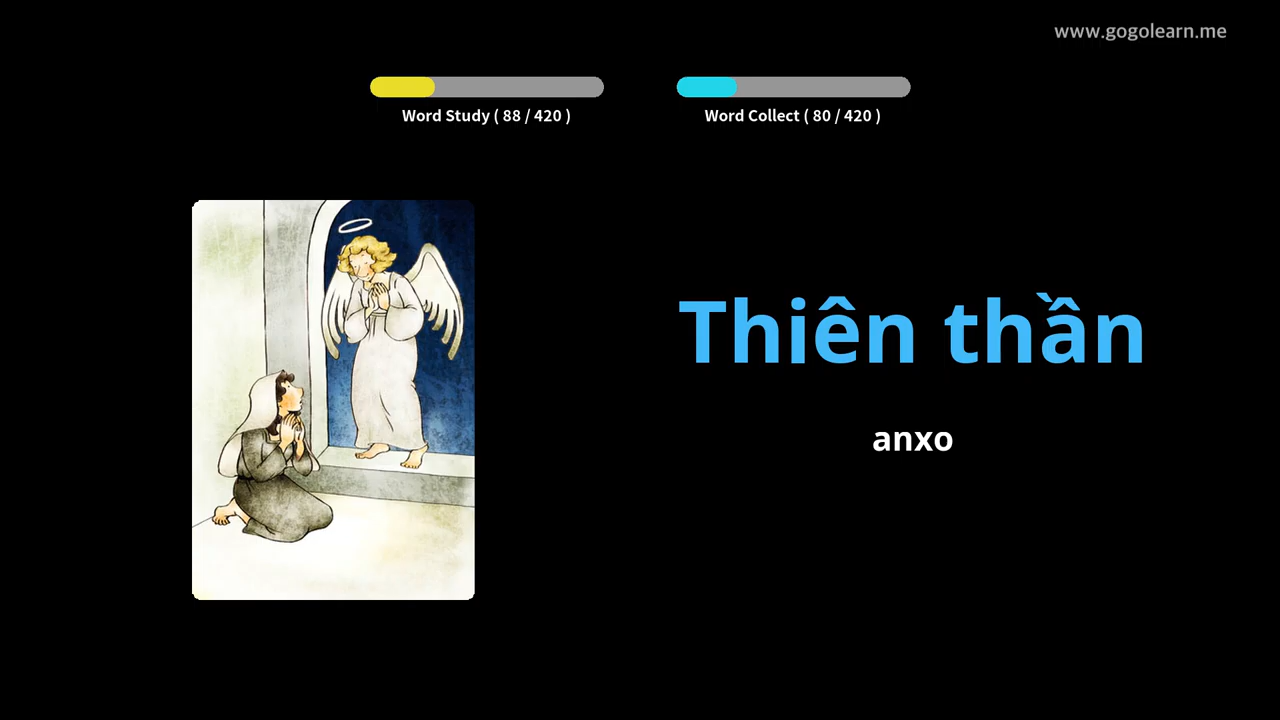 www.gogolearn.me
Word Study ( 88 / 420 )
Word Collect ( 80 / 420 )
Thiên thần
anxo